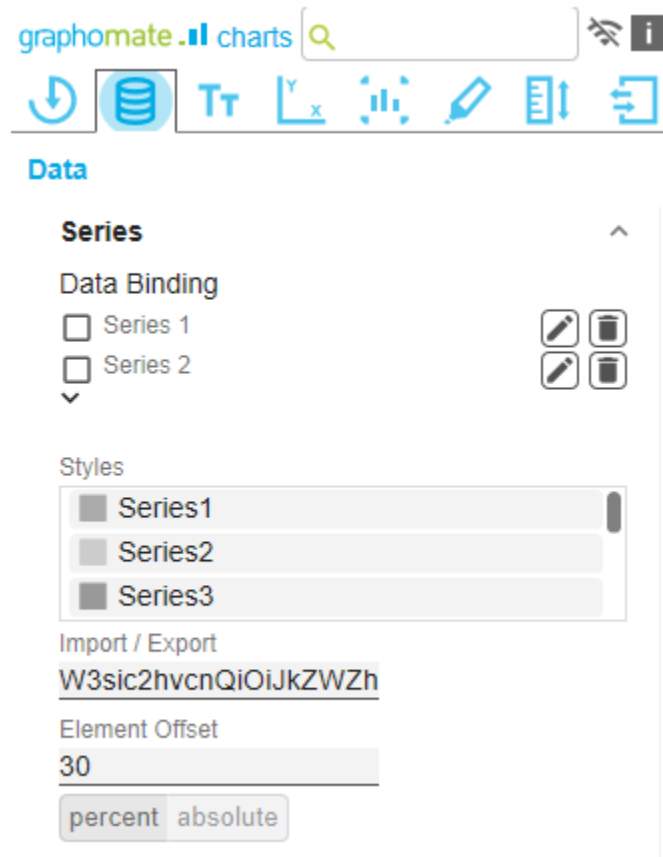 graphomate charts
i
TT
Y
x
Data
Series
Data Binding
Series 1
Series 2
Styles
Series1
Series2
Series3
Import / Export
W3sic2hvcnQiOiJkZWZh
Element Offset
30
percent absolute